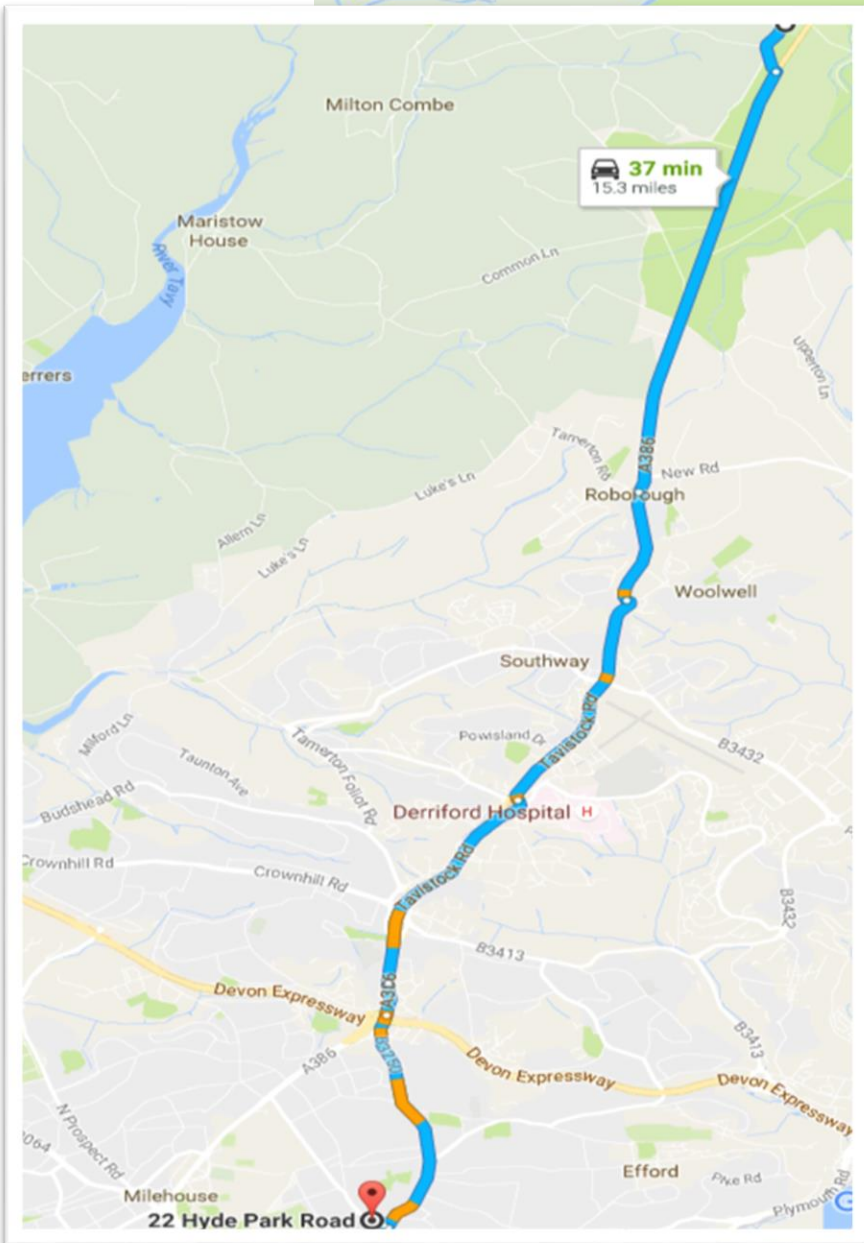 Milton Combe
37 min
15.3 miles
Maristow
House
River Tavy
Common Ln
Upperton Ln
errers
A386
Tamerton Rd
New Rd
Roborough
Luke's Ln
Allern Ln
Luke's Ln
Woolwell
Southway
Tavistock Rd
Powisland Dr
B3432
Milford Ln
Tamerton Foliot Rd
Taunton Ave
Budshead Rd
Derriford Hospital H
Crownhill Rd
Crownhill Rd
Tavistock Rd
B3432
B3413
Devon Expressway
A386
B3250
B3413
Devon Expressway
Devon Expressway
N Prospect Rd
3064
Efford
Pike Rd
Plymouth Rd
Milehouse
22 Hyde Park Road
G